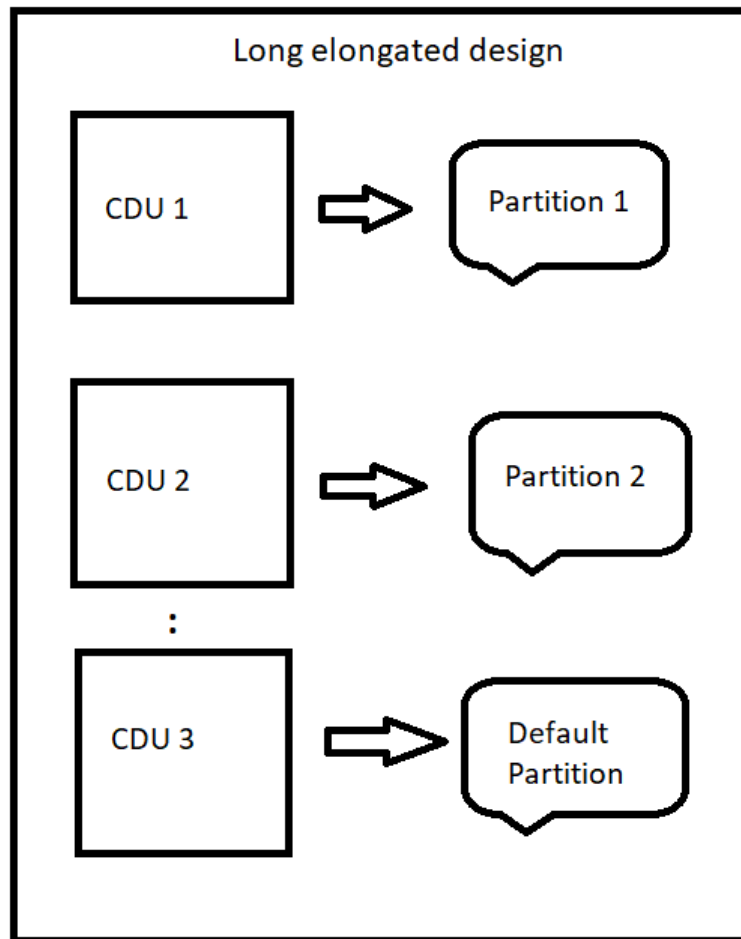 Long elongated design
CDU 1
Partition 1
CDU 2
Partition 2
:
CDU 3
Default
Partition